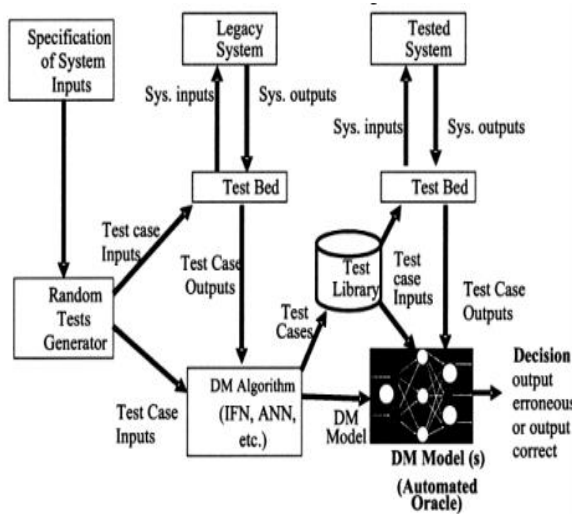 Specification
of System
Inputs
Legacy
System
Tested
System
Sys. inputs
Sys. outputs
Sys. inputs
Sys. outputs
Test Bed
Test Bed
Test case
Inputs
Test Case
Outputs
Test
Library
Test
case
Inputs
Test Case
Outputs
Random
Tests
Generator
Test
Cases
Test Case
Inputs
DM Algorithm
(IFN, ANN,
etc.)
DM
Model
Decision
output
erroneous
or output
correct
DM Model (s)
(Automated
Oracle)